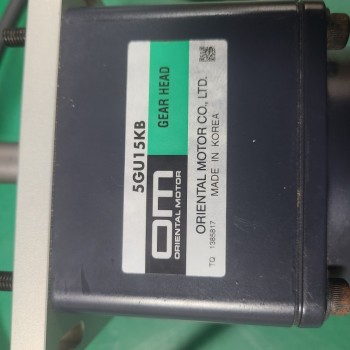 5GU15KB
GEAR HEAD
OM
ORIENTAL MOTOR
ORIENTAL MOTOR CO., LTD.
MADE IN KOREA
TQ 1385817